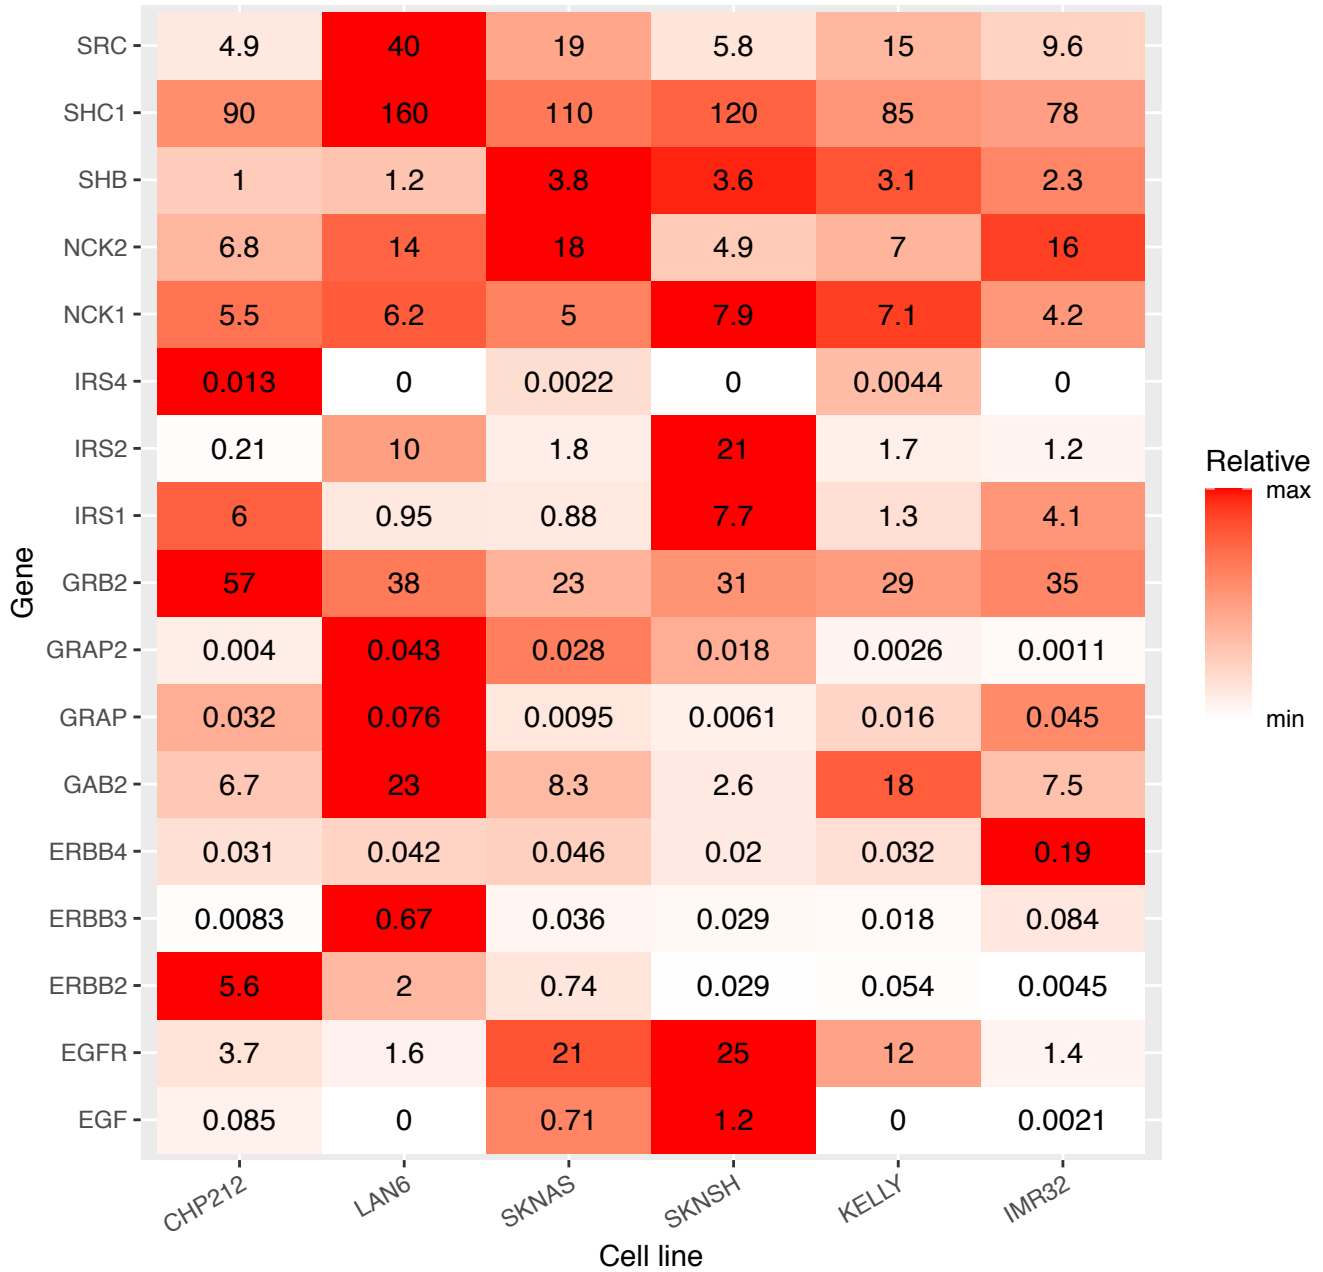 SRC 4.9 40 19 5.8 15 9.6
SHC1 90 160 110 120 85 78
SHB 1 1.2 3.8 3.6 3.1 2.3
NCK2 6.8 14 18 4.9 7 16
NCK1 5.5 6.2 5 7.9 7.1 4.2
IRS4 0.013 0 0.0022 0 0.0044 0
IRS2 0.21 10 1.8 21 1.7 1.2
IRS1 6 0.95 0.88 7.7 1.3 4.1
GRB2 57 38 23 31 29 35
GRAP2 0.004 0.043 0.028 0.018 0.0026 0.0011
GRAP 0.032 0.076 0.0095 0.0061 0.016 0.045
GAB2 6.7 23 8.3 2.6 18 7.5
ERBB4 0.031 0.042 0.046 0.02 0.032 0.19
ERBB3 0.0083 0.67 0.036 0.029 0.018 0.084
ERBB2 5.6 2 0.74 0.029 0.054 0.0045
EGFR 3.7 1.6 21 25 12 1.4
EGF 0.085 0 0.71 1.2 0 0.0021
CHP212 LAN6 SKNAS SKNSH KELLY IMR32
Cell line
Gene
Relative
max
min